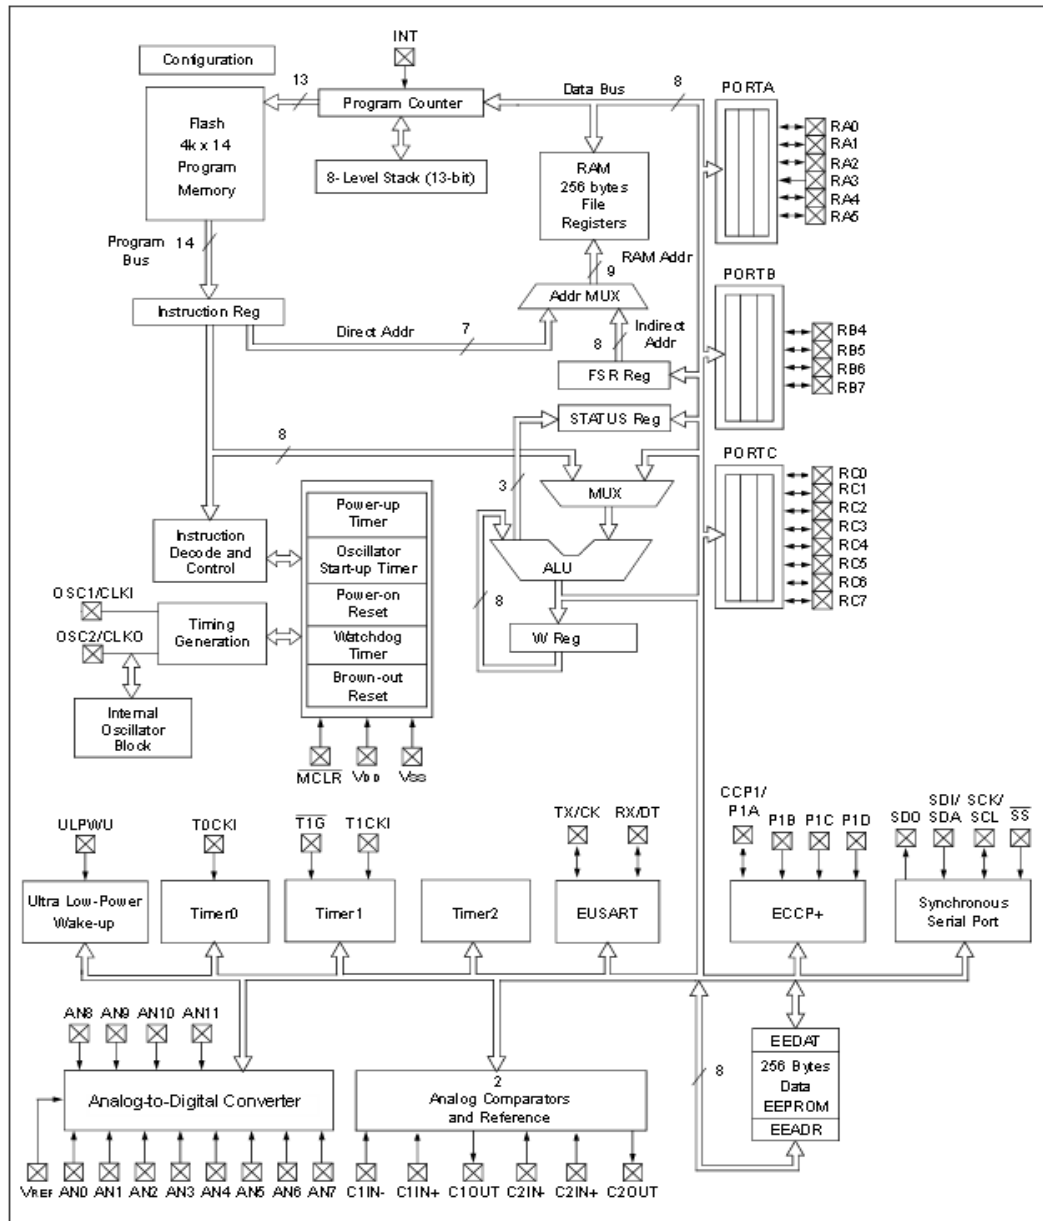 INT
Configuration
13
Program Counter
Data Bus
8
PORTA
Flash
4k x 14
Program
Memory
8- Level Stack (13-bit)
RAM
256 bytes
File
Registers
RA0
RA1
RA2
RA3
RA4
RA5
Program
Bus
14
RAM Addr
9
PORTB
Addr MUX
Instruction Reg
Direct Addr
7
Indirect
Addr
8
FSR Reg
RB4
RB5
RB6
RB7
STATUS Reg
8
PORTC
3
MUX
RC0
RC1
RC2
RC3
RC4
RC5
RC6
RC7
Power-up
Timer
Instruction
Decode and
Control
Oscillator
Start-up Timer
ALU
OSC1/CLKI
Power-on
Reset
8
OSC2/CLKO
Timing
Generation
Watchdog
Timer
W Reg
Brown-out
Reset
Internal
Oscillator
Block
MCLR
VDD
VSS
ULPWU
T0CKI
T1G
T1CKI
TX/CK
RX/DT
CCP1/
P1A
P1B
P1C
P1D
SDO
SDI/
SDA
SCK/
SCL
SS
Ultra Low-Power
Wake-up
Timer0
Timer1
Timer2
EUSART
ECCP+
Synchronous
Serial Port
AN8
AN9
AN10
AN11
EEDAT
8
256 Bytes
Data
EEPROM
EEADR
Analog-to-Digital Converter
2
Analog Comparators
and Reference
VREF
AN0
AN1
AN2
AN3
AN4
AN5
AN6
AN7
C1IN-
C1IN+
C1OUT
C2IN-
C2IN+
C2OUT